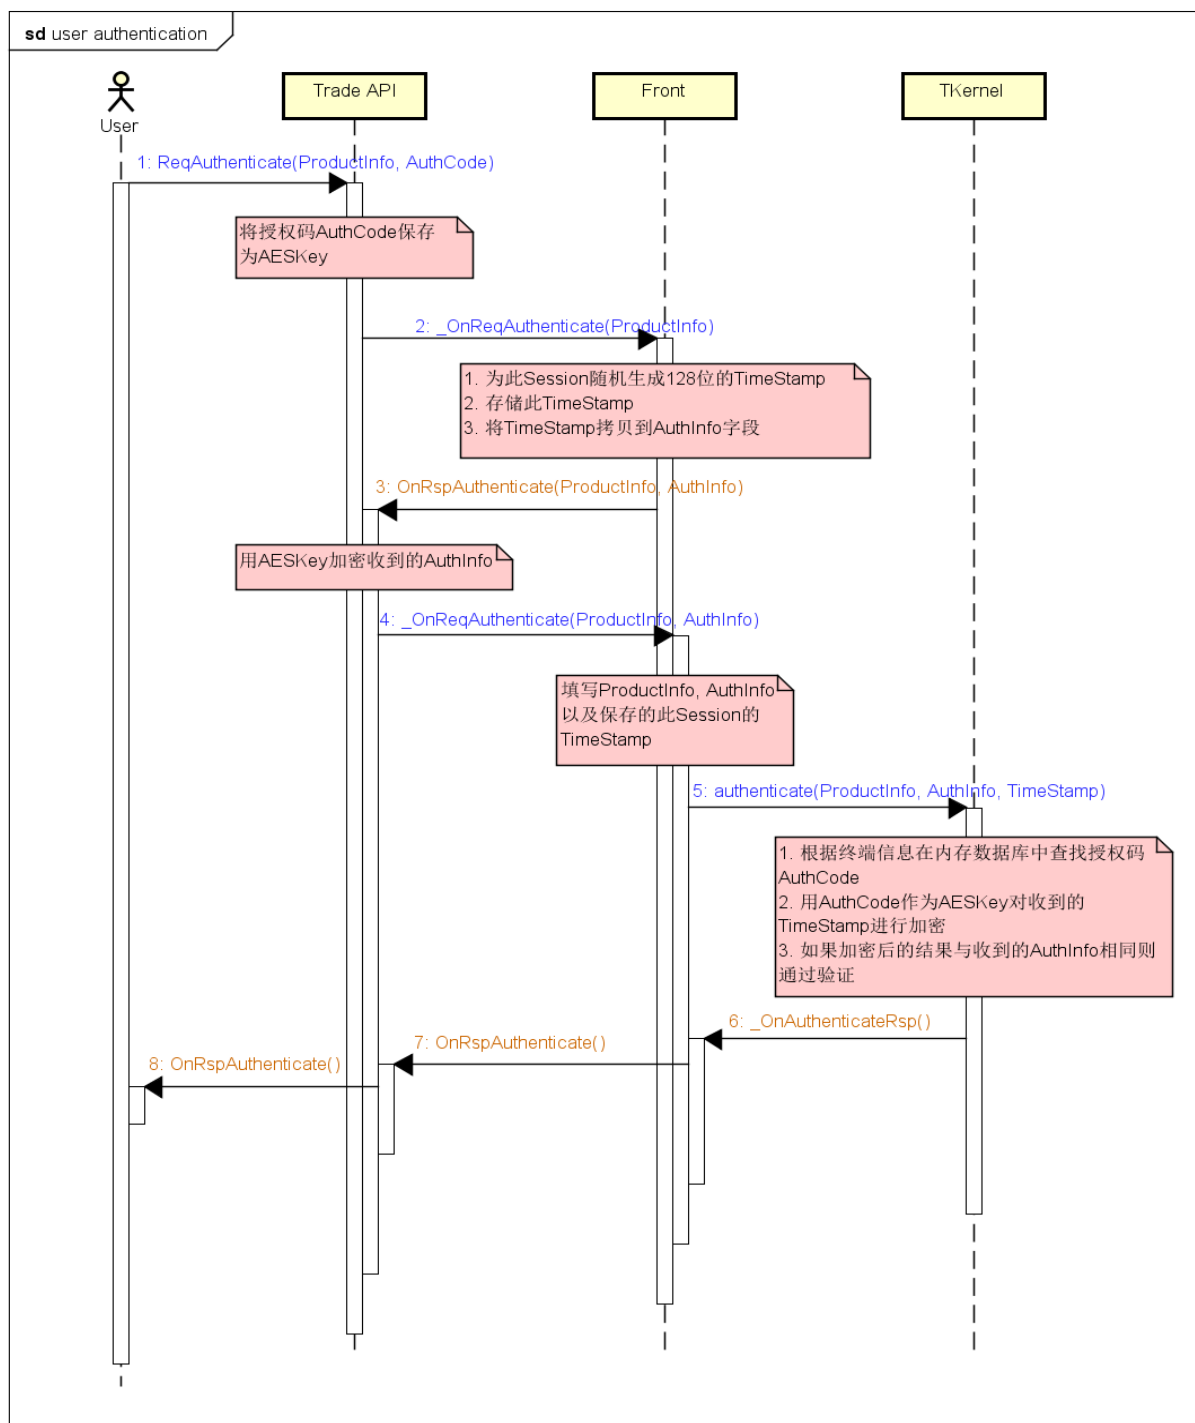 sd user authentication
User
Trade API
Front
TKernel
1: ReqAuthenticate(ProductInfo, AuthCode)
将授权码AuthCode保存
为AESKey
2: _OnReqAuthenticate(ProductInfo)
1. 为此Session随机生成128位的TimeStamp
2. 存储此TimeStamp
3. 将TimeStamp拷贝到AuthInfo字段
3: OnRspAuthenticate(ProductInfo, AuthInfo)
用AESKey加密收到的AuthInfo
4: _OnReqAuthenticate(ProductInfo, AuthInfo)
填写ProductInfo, AuthInfo
以及保存的此Session的
TimeStamp
5: authenticate(ProductInfo, AuthInfo, TimeStamp)
1. 根据终端信息在内存数据库中查找授权码
AuthCode
2. 用AuthCode作为AESKey对收到的
TimeStamp进行加密
3. 如果加密后的结果与收到的AuthInfo相同则
通过验证
6: _OnAuthenticateRsp()
7: OnRspAuthenticate()
8: OnRspAuthenticate()